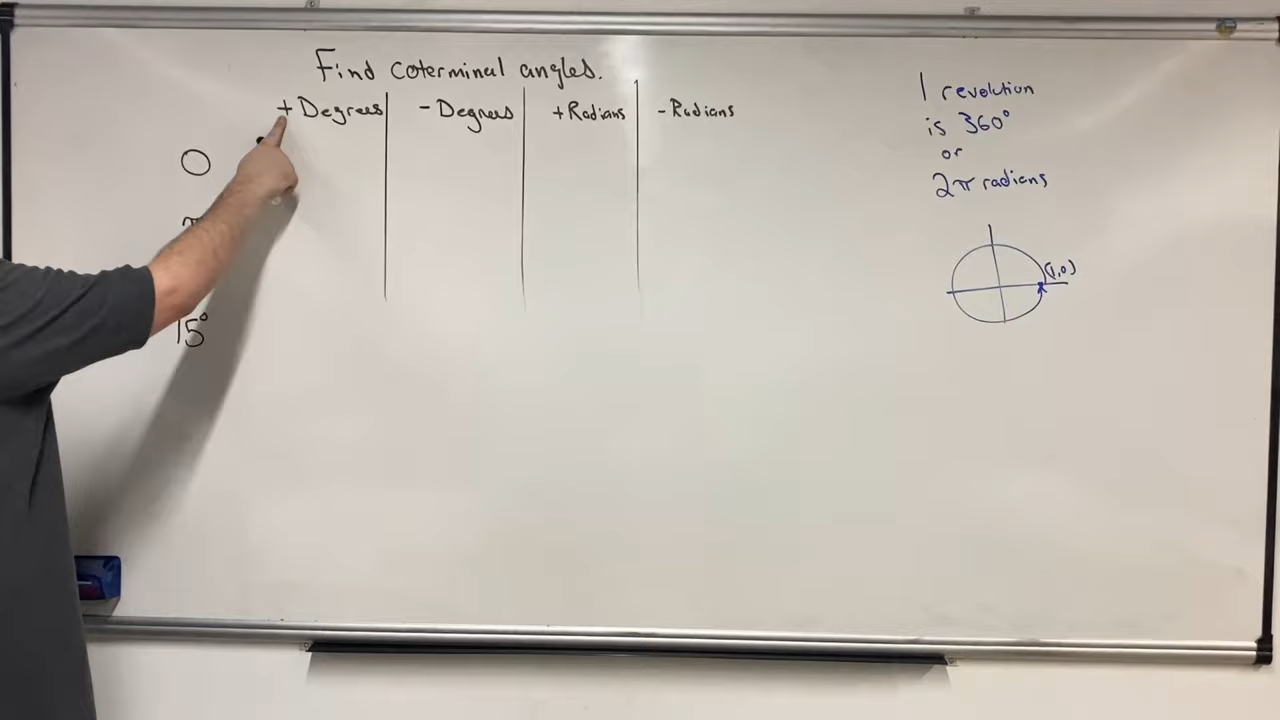 Find coterminal angles.
+ Degrees - Degrees + Radians - Radians
0
15°
1 revolution
is 360°
or
2π radians
(1,0)